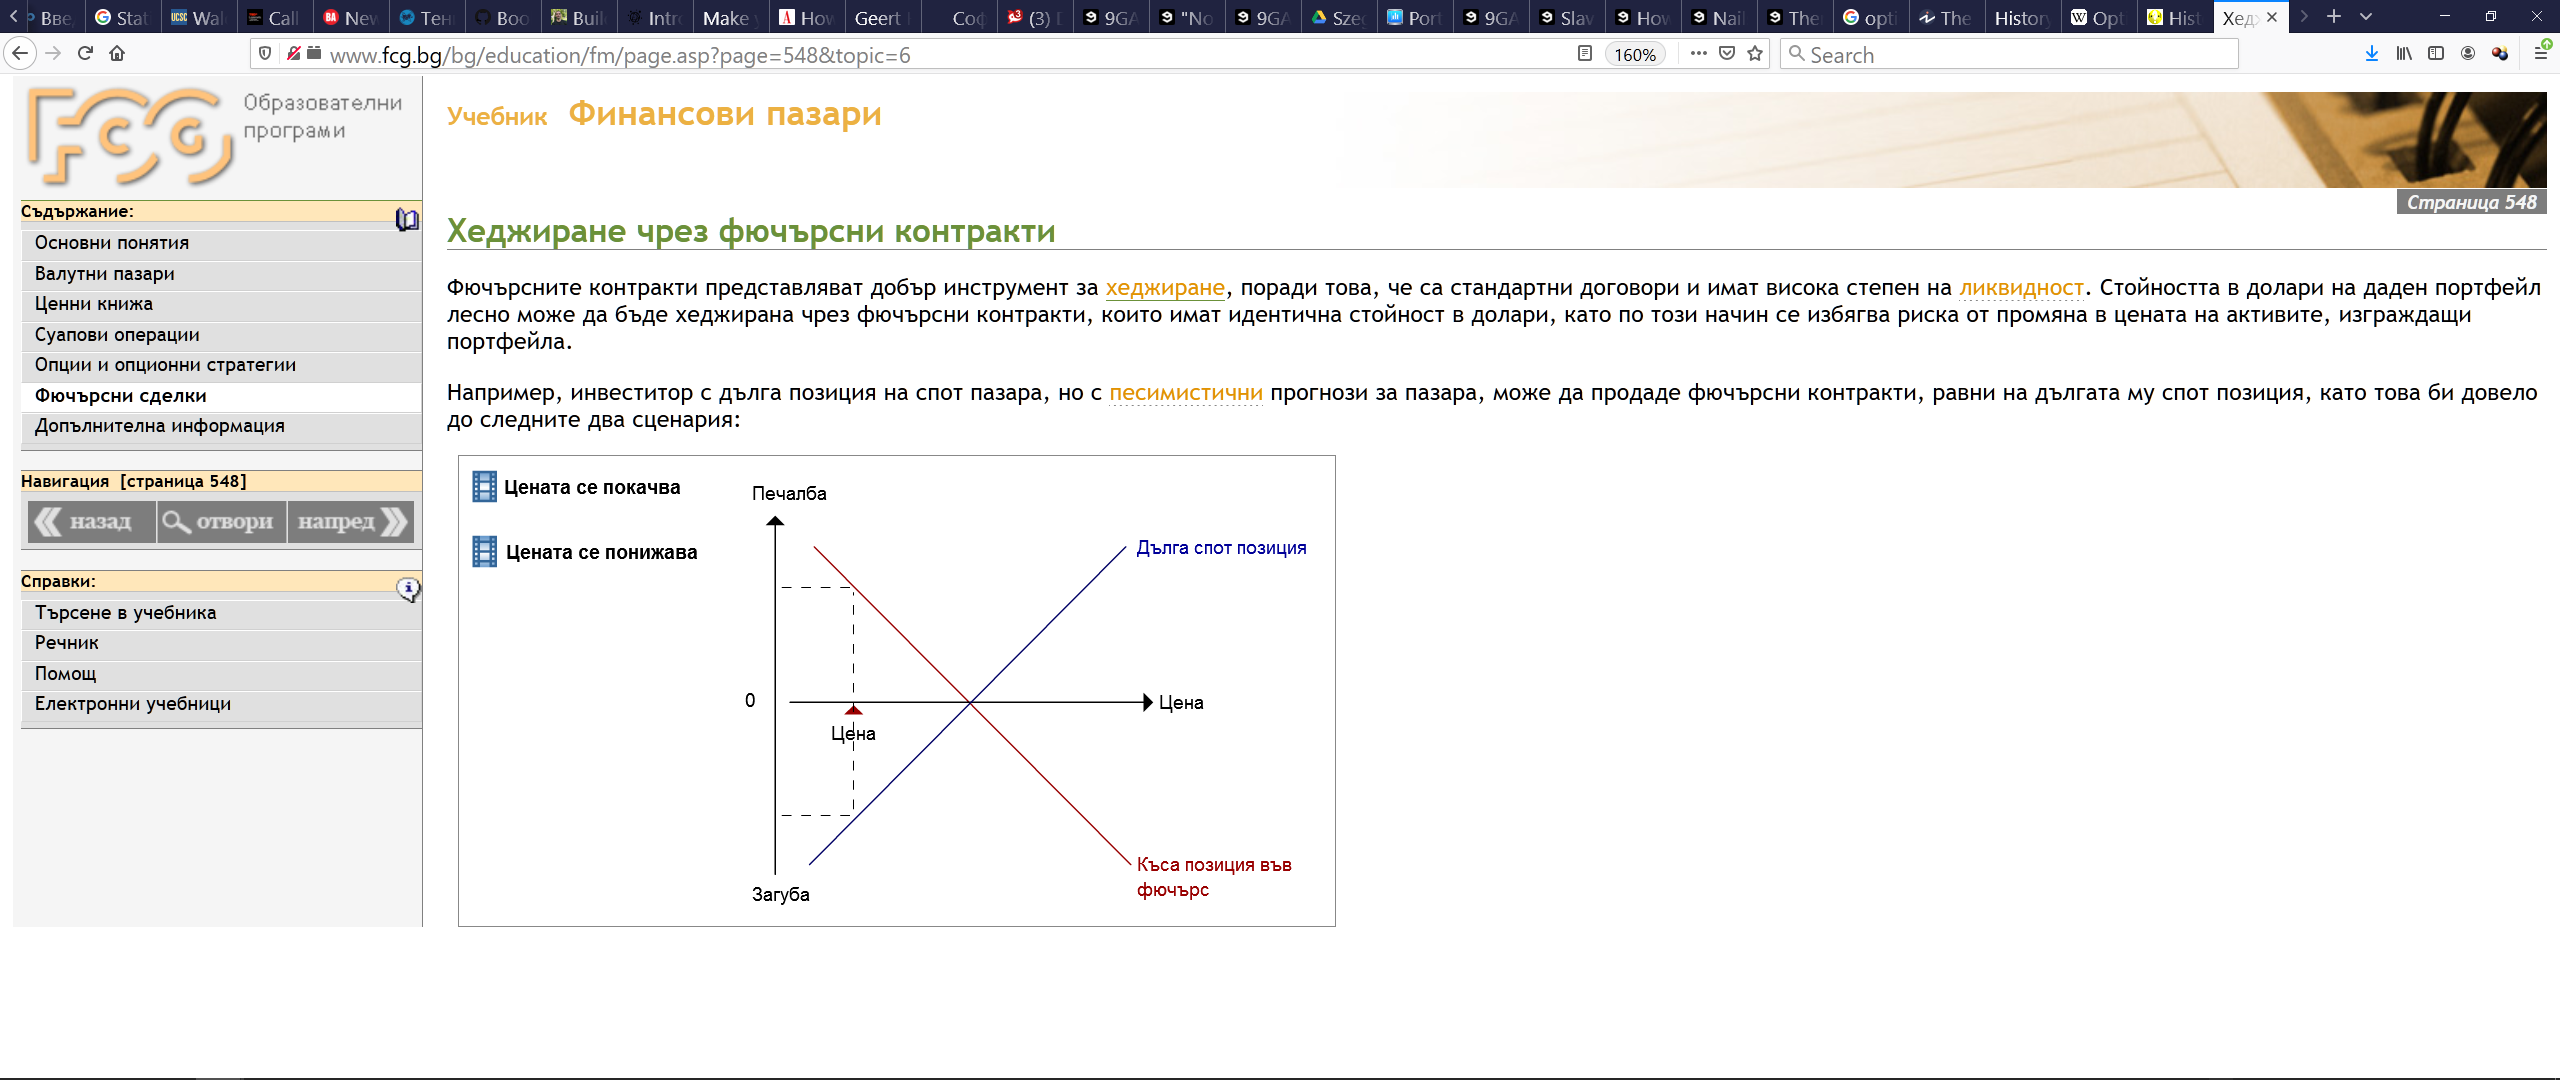 Вве
Stat
Wal
Call
New
Тен
Boo
Buil
Intr
Make
How
Geert
Соф
(3)
9GA
"No
9GA
Szeg
Port
9GA
Slav
How
Nail
The
opti
The
History
Opt
Hist
Хедж
www.fcg.bg/bg/education/fm/page.asp?page=548&topic=6
160%
Search
FCG
Образователни
програми
Учебник Финансови пазари
Страница 548
Съдържание:
Основни понятия
Валутни пазари
Ценни книжа
Суапови операции
Опции и опционни стратегии
Фючърсни сделки
Допълнителна информация
Навигация [страница 548]
назад отвори напред
Справки:
Търсене в учебника
Речник
Помощ
Електронни учебници
Хеджиране чрез фючърсни контракти
Фючърсните контракти представляват добър инструмент за хеджиране, поради това, че са стандартни договори и имат висока степен на ликвидност. Стойността в долари на даден портфейл
лесно може да бъде хеджирана чрез фючърсни контракти, които имат идентична стойност в долари, като по този начин се избягва риска от промяна в цената на активите, изграждащи
портфейла.
Например, инвеститор с дълга позиция на спот пазара, но с песимистични прогнози за пазара, може да продаде фючърсни контракти, равни на дългата му спот позиция, като това би довело
до следните два сценария:
Цената се покачва
Цената се понижава
Печалба
Дълга спот позиция
0
Цена
Цена
Къса позиция във
фючърс
Загуба